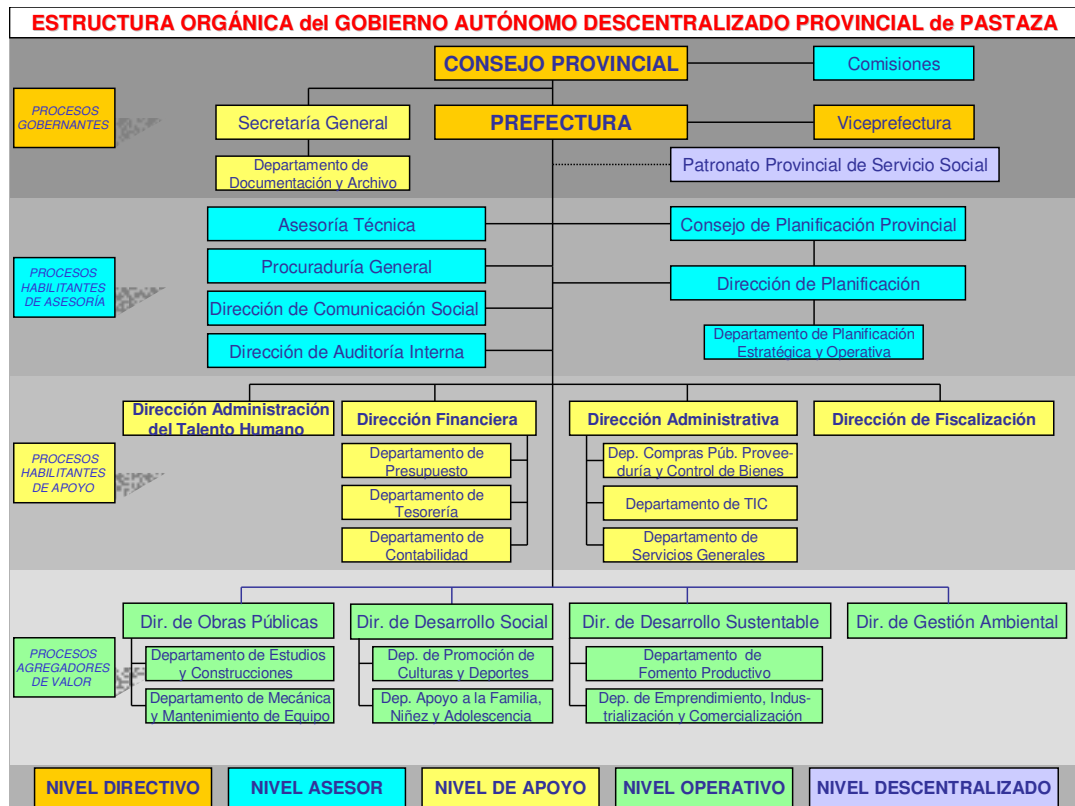 ESTRUCTURA ORGÁNICA del GOBIERNO AUTÓNOMO DESCENTRALIZADO PROVINCIAL de PASTAZA
CONSEJO PROVINCIAL
Comisiones
PROCESOS
GOBERNANTES
Secretaría General
PREFECTURA
Viceprefectura
Departamento de
Documentación y Archivo
Patronato Provincial de Servicio Social
PROCESOS
HABILITANTES
DE ASESORÍA
Asesoría Técnica
Consejo de Planificación Provincial
Procuraduría General
Dirección de Planificación
Dirección de Comunicación Social
Departamento de Planificación
Estratégica y Operativa
Dirección de Auditoría Interna
PROCESOS
HABILITANTES
DE APOYO
Dirección Administración
del Talento Humano
Dirección Financiera
Dirección Administrativa
Dirección de Fiscalización
Departamento de
Presupuesto
Dep. Compras Púb. Provee-
duría y Control de Bienes
Departamento de
Tesorería
Departamento de TIC
Departamento de
Contabilidad
Departamento de
Servicios Generales
PROCESOS
AGREGADORES
DE VALOR
Dir. de Obras Públicas
Dir. de Desarrollo Social
Dir. de Desarrollo Sustentable
Dir. de Gestión Ambiental
Departamento de Estudios
y Construcciones
Dep. de Promoción de
Culturas y Deportes
Departamento de
Fomento Productivo
Departamento de Mecánica
y Mantenimiento de Equipo
Dep. Apoyo a la Familia,
Niñez y Adolescencia
Dep. de Emprendimiento, Indus-
trialización y Comercialización
NIVEL DIRECTIVO
NIVEL ASESOR
NIVEL DE APOYO
NIVEL OPERATIVO
NIVEL DESCENTRALIZADO